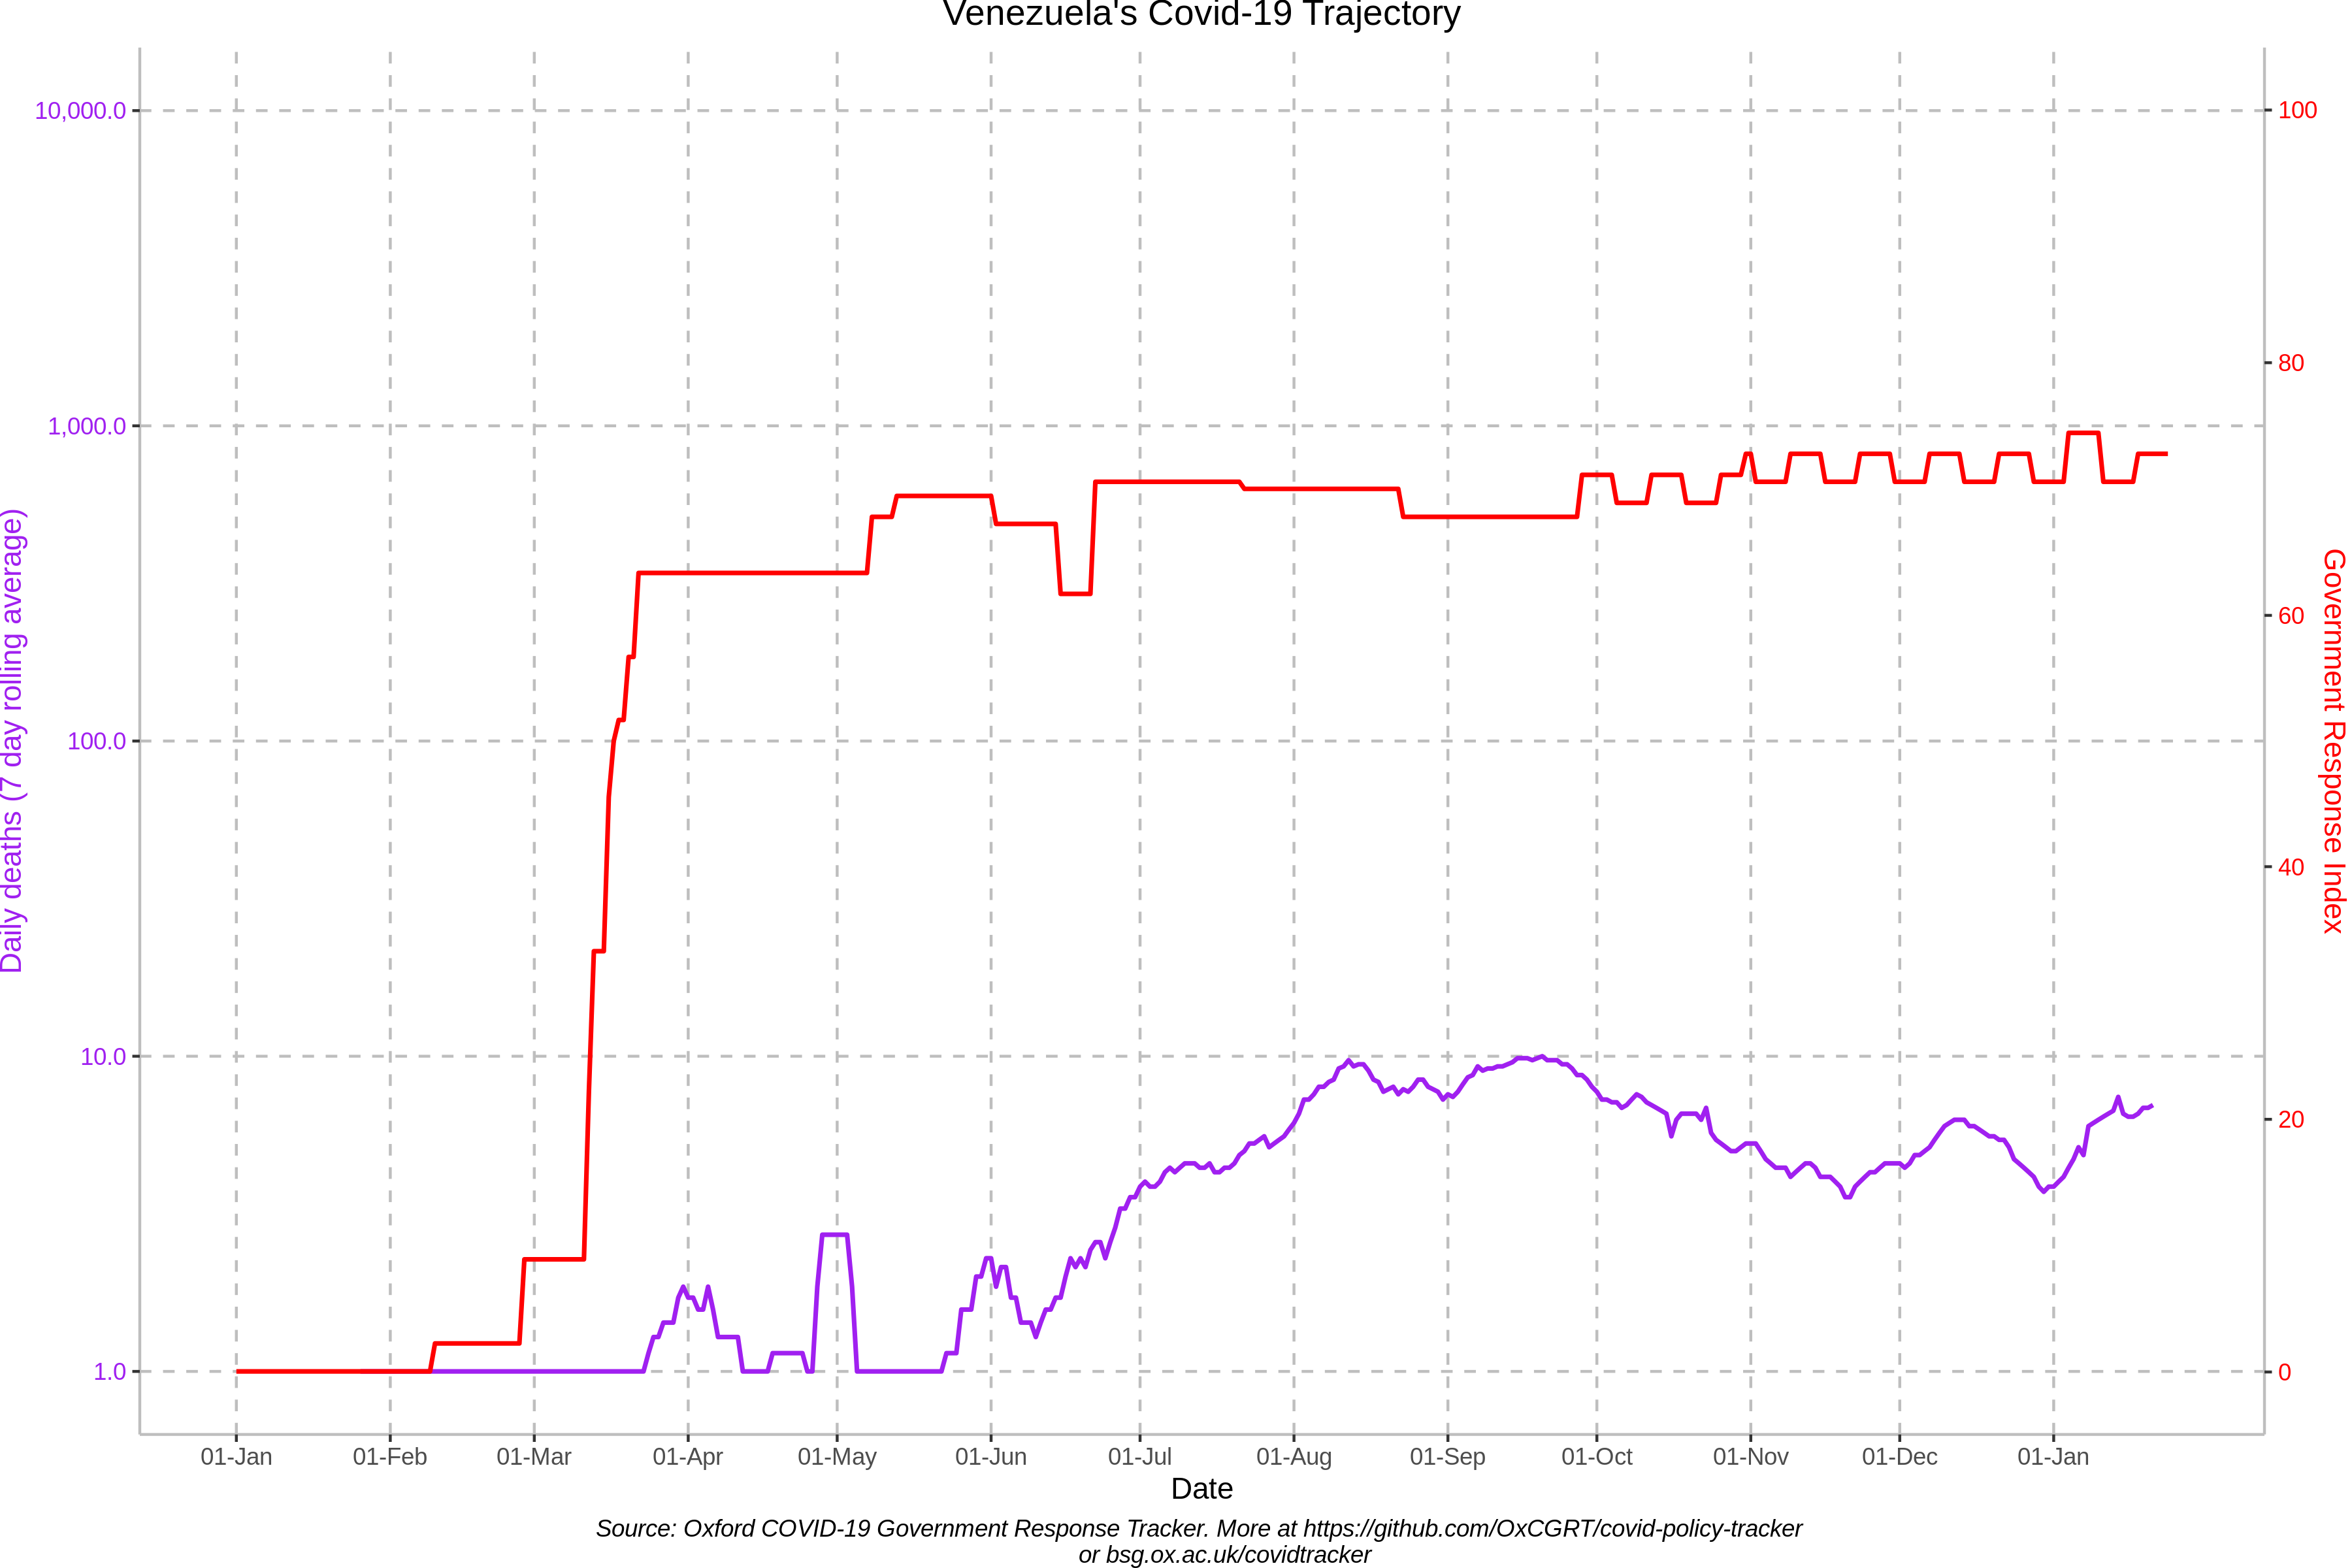 Venezuela's Covid-19 Trajectory
10,000.0
1,000.0
100.0
10.0
1.0
Daily deaths (7 day rolling average)
100
80
60
40
20
0
Government Response Index
01-Jan
01-Feb
01-Mar
01-Apr
01-May
01-Jun
01-Jul
01-Aug
01-Sep
01-Oct
01-Nov
01-Dec
01-Jan
Date
Source: Oxford COVID-19 Government Response Tracker. More at https://github.com/OxCGRT/covid-policy-tracker
or bsg.ox.ac.uk/covidtracker